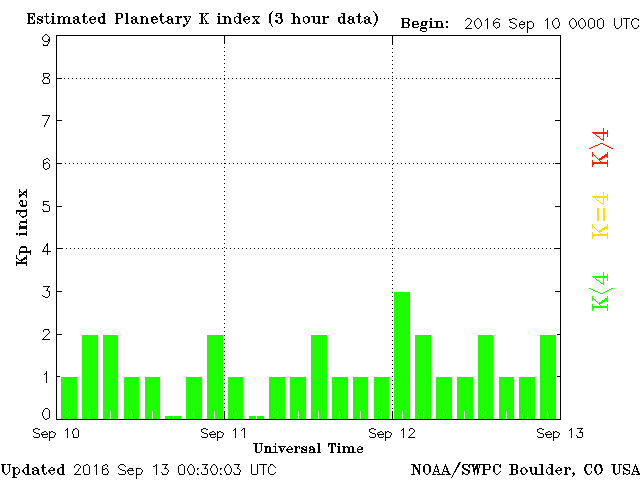 Estimated Planetary K index (3 hour data)
Begin: 2016 Sep 10 0000 UTC
9
8
7
6
5
4
3
2
1
0
Kp index
K>4
K=4
K<4
Sep 10
Sep 11
Sep 12
Sep 13
Universal Time
Updated 2016 Sep 13 00:30:03 UTC
NOAA/SWPC Boulder, CO USA